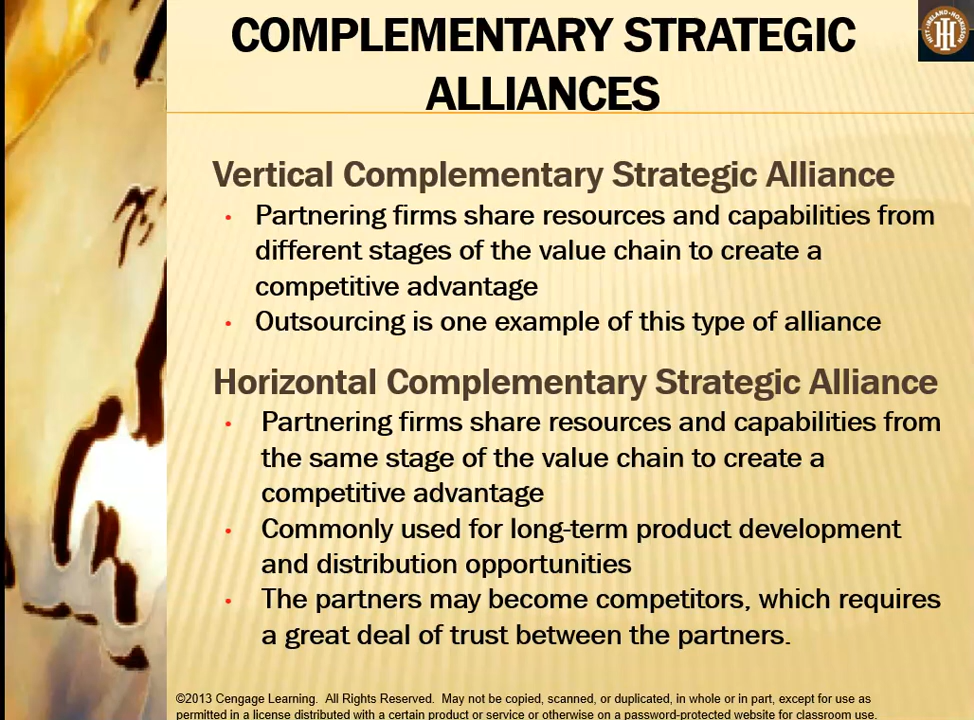 COMPLEMENTARY STRATEGIC
ALLIANCES
HITT • IRELAND • HOSKISSON
Vertical Complementary Strategic Alliance
• Partnering firms share resources and capabilities from
different stages of the value chain to create a
competitive advantage
• Outsourcing is one example of this type of alliance
Horizontal Complementary Strategic Alliance
• Partnering firms share resources and capabilities from
the same stage of the value chain to create a
competitive advantage
• Commonly used for long-term product development
and distribution opportunities
• The partners may become competitors, which requires
a great deal of trust between the partners.
©2013 Cengage Learning. All Rights Reserved. May not be copied, scanned, or duplicated, in whole or in part, except for use as
permitted in a license distributed with a certain product or service or otherwise on a password-protected website for classroom use.